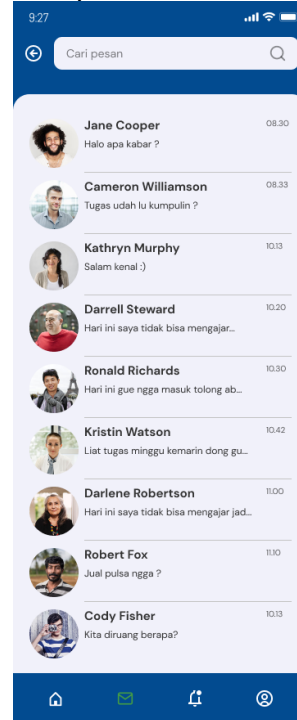 9:27
Cari pesan
Jane Cooper 08.30
Halo apa kabar ?
Cameron Williamson 08.33
Tugas udah lu kumpulin ?
Kathryn Murphy 10.13
Salam kenal :)
Darrell Steward 10.20
Hari ini saya tidak bisa mengajar...
Ronald Richards 10.30
Hari ini gue ngga masuk tolong ab...
Kristin Watson 10.42
Liat tugas minggu kemarin dong gu...
Darlene Robertson 11.00
Hari ini saya tidak bisa mengajar jad...
Robert Fox 11.10
Jual pulsa ngga ?
Cody Fisher 10.13
Kita diruang berapa?